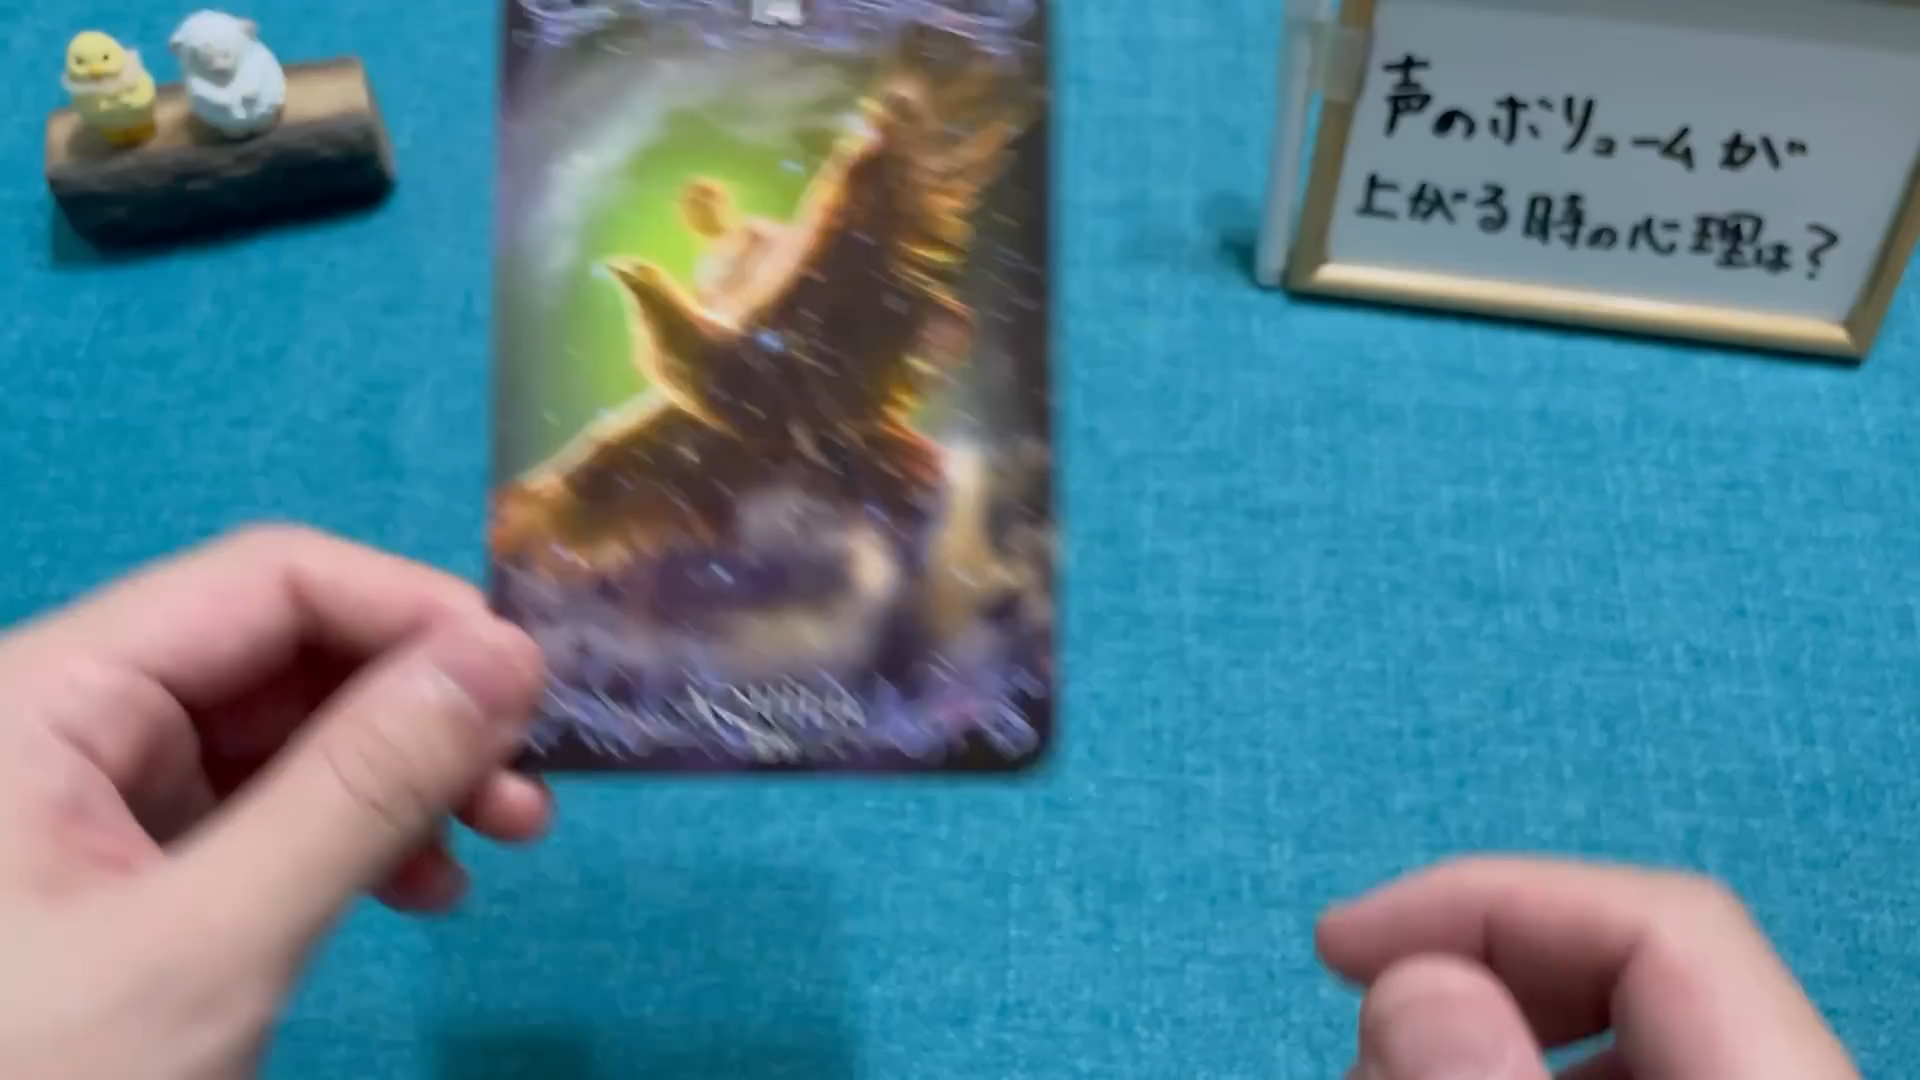 声のボリュームが
上がる時の心理は?